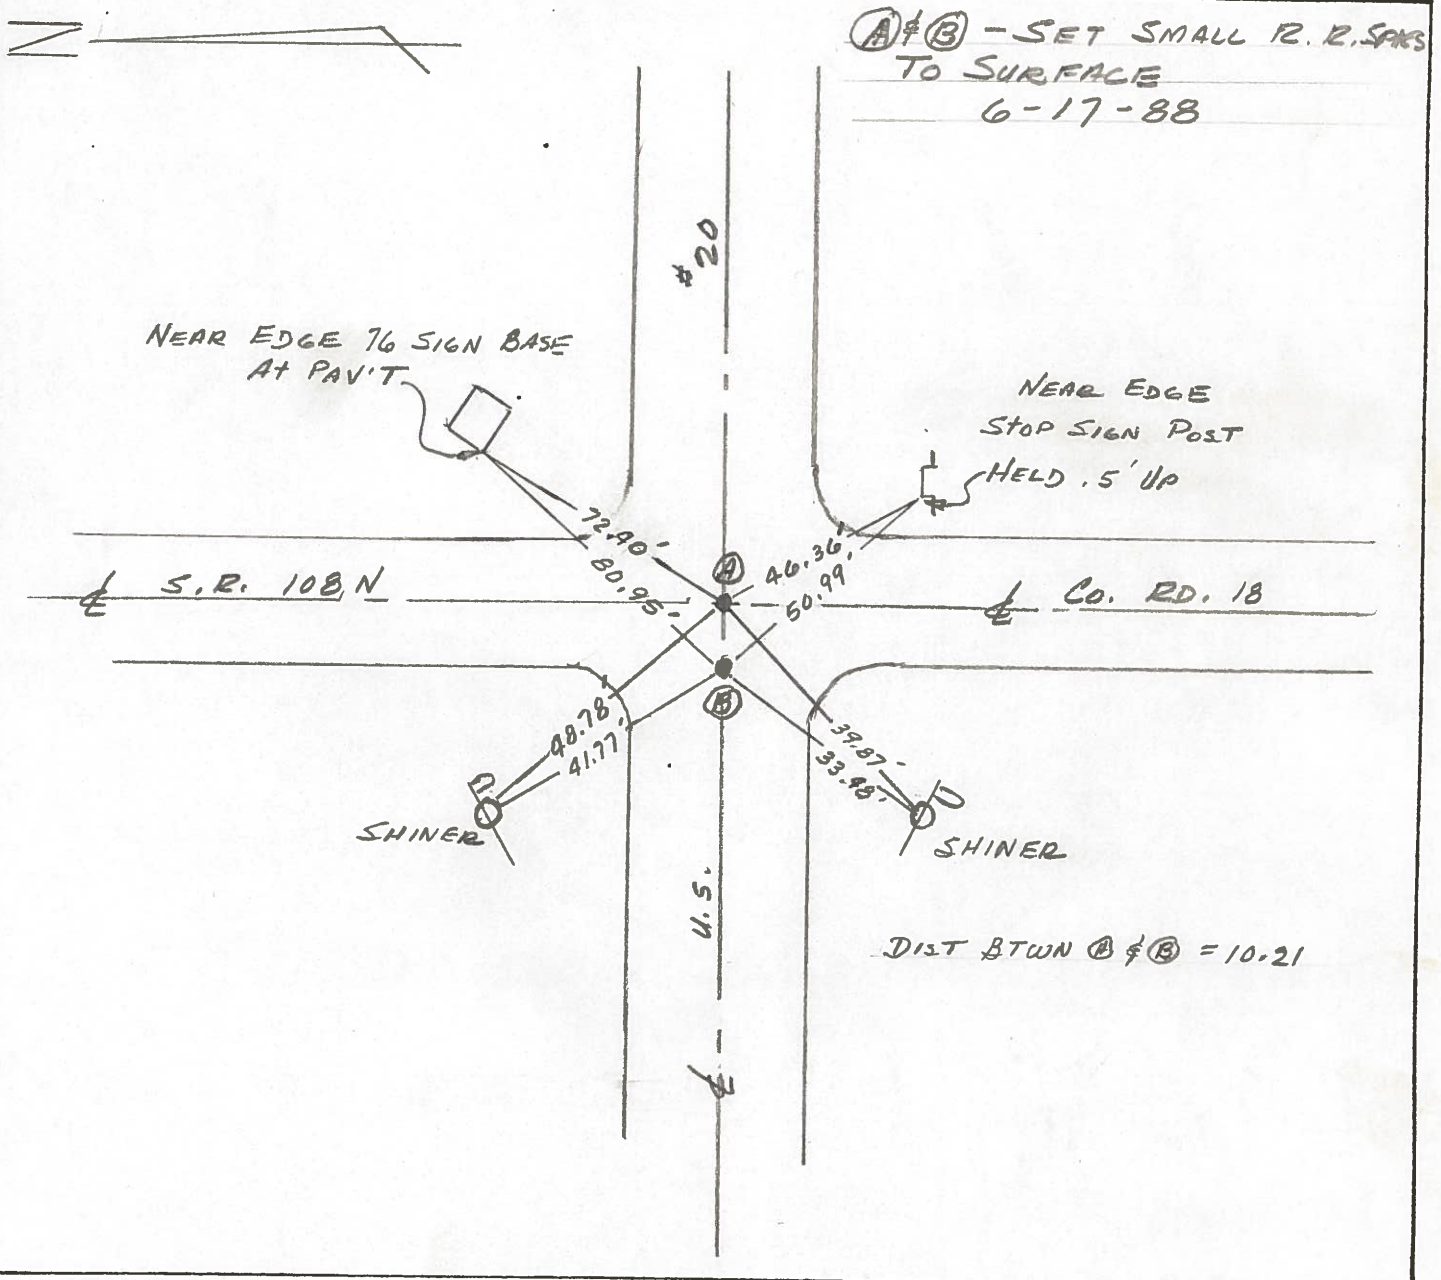 N
A & B - SET SMALL R. R. SPKS
TO SURFACE
6-17-88
# 20
NEAR EDGE 76 SIGN BASE
At PAV'T
NEAR EDGE
StOP SIGN POST
HELD .5' UP
72.40'
80.95'
A
46.36'
50.99'
℄ S.R. 108 N
℄ Co. RD. 18
B
48.78'
41.77'
39.87'
33.48'
SHINER
SHINER
U.S.
DIST BTWN A & B = 10.21
℄